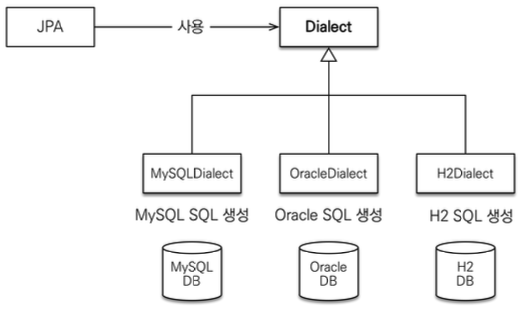 JPA
사용
Dialect
MySQLDialect
OracleDialect
H2Dialect
MySQL SQL 생성
Oracle SQL 생성
H2 SQL 생성
MySQL
DB
Oracle
DB
H2
DB